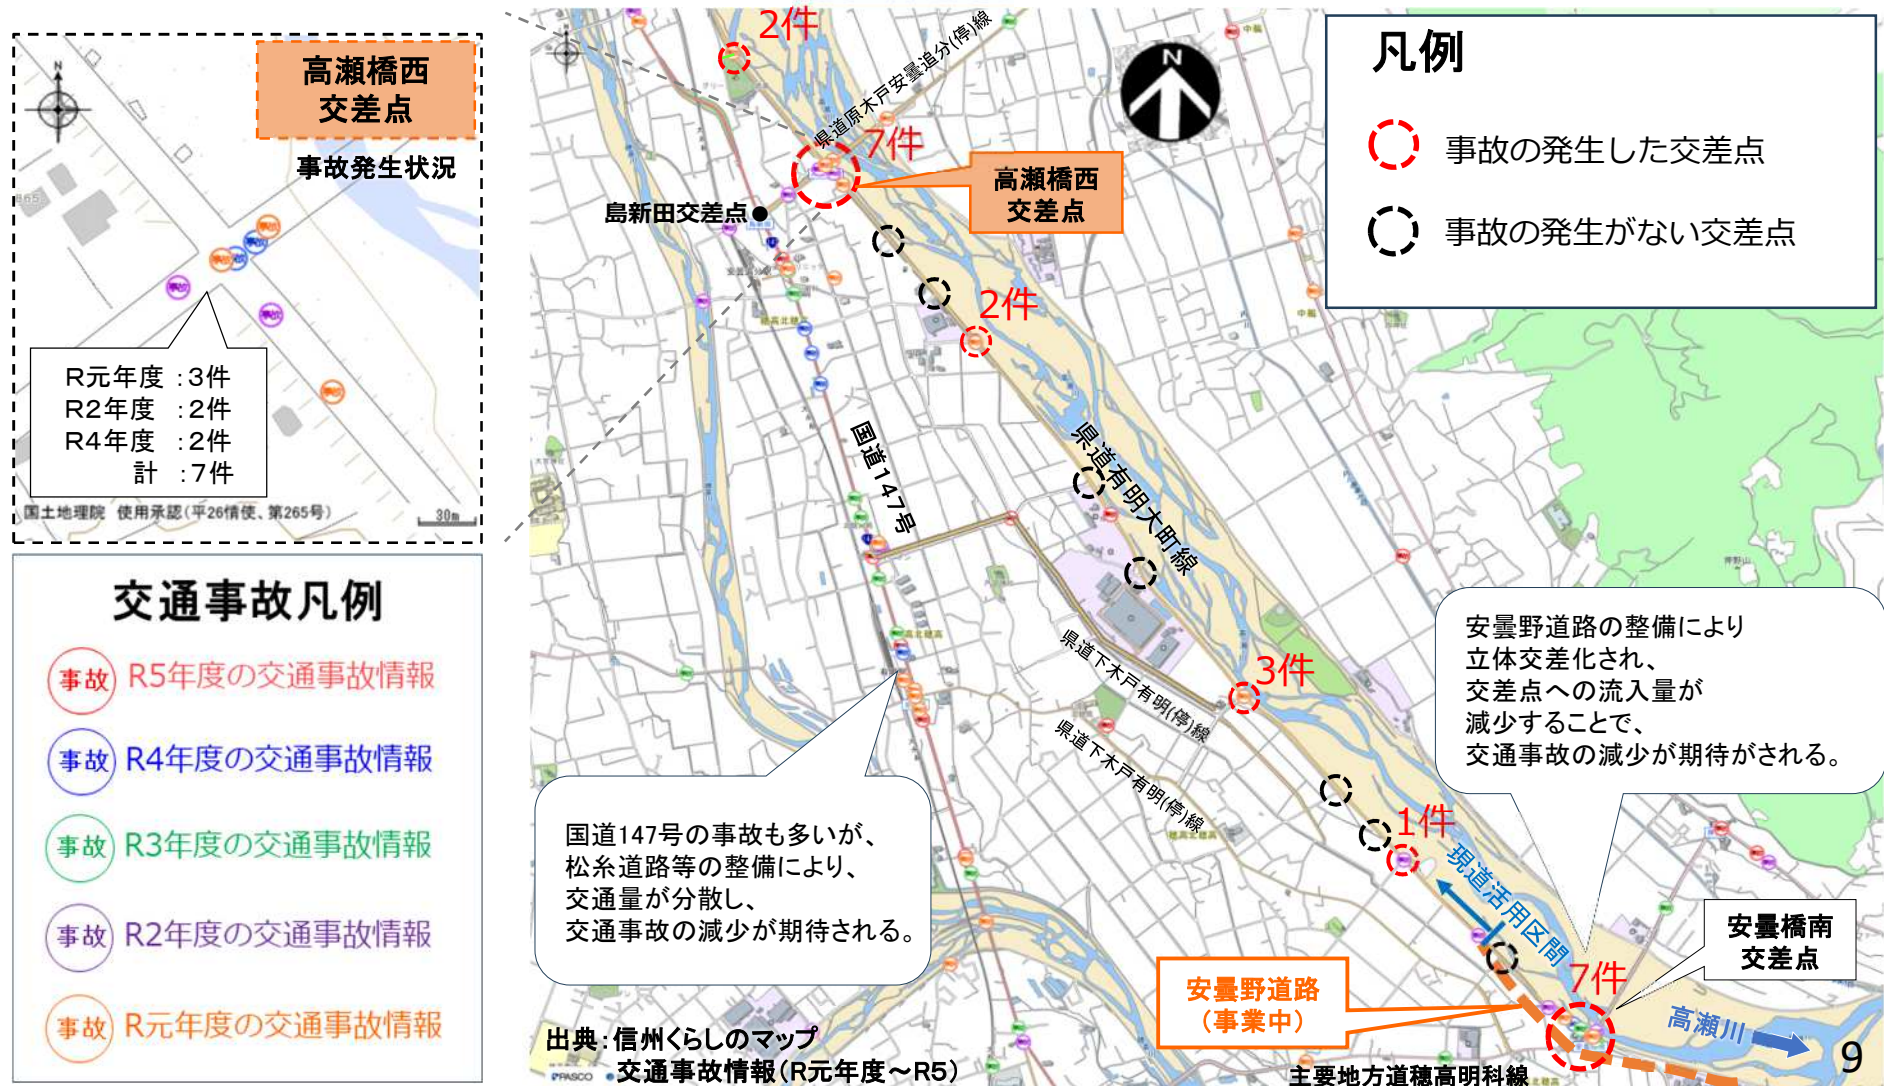 高瀬橋西
交差点
事故発生状況
R元年度 :3件
R2年度 :2件
R4年度 :2件
計 :7件
国土地理院 使用承認(平26情使、第265号)
30m
交通事故凡例
事故 R5年度の交通事故情報
事故 R4年度の交通事故情報
事故 R3年度の交通事故情報
事故 R2年度の交通事故情報
事故 R元年度の交通事故情報
凡例
事故の発生した交差点
事故の発生がない交差点
N
2件
県道原木戸安曇追分(停)線
7件
高瀬橋西
交差点
島新田交差点
2件
国道147号
県道有明大町線
県道下木戸有明(停)線
県道下木戸有明(停)線
3件
1件
安曇野道路の整備により
立体交差化され、
交差点への流入量が
減少することで、
交通事故の減少が期待がされる。
国道147号の事故も多いが、
松糸道路等の整備により、
交通量が分散し、
交通事故の減少が期待される。
現道活用区間
安曇橋南
交差点
7件
安曇野道路
(事業中)
高瀬川
主要地方道穂高明科線
出典:信州くらしのマップ
交通事故情報(R元年度~R5)
PASCO
9